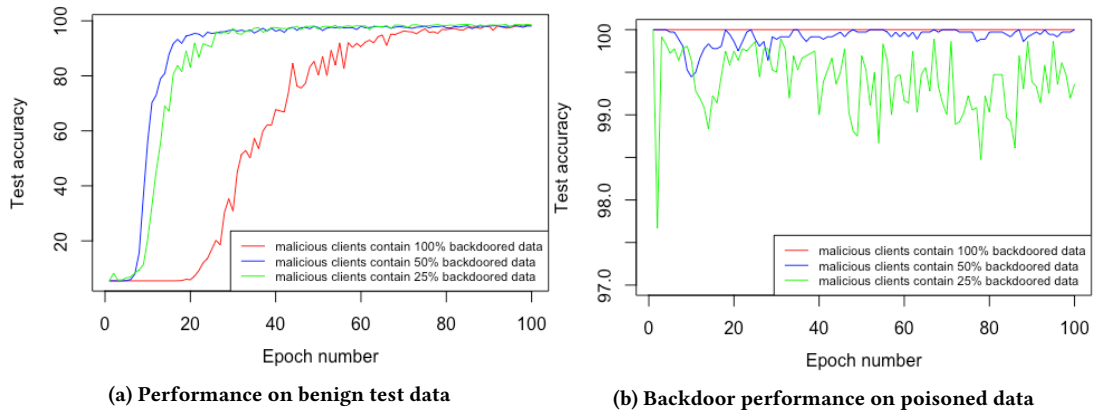 Test accuracy
100
80
60
40
20
malicious clients contain 100% backdoored data
malicious clients contain 50% backdoored data
malicious clients contain 25% backdoored data
0 20 40 60 80 100
Epoch number
(a) Performance on benign test data
Test accuracy
100
99.0
98.0
97.0
malicious clients contain 100% backdoored data
malicious clients contain 50% backdoored data
malicious clients contain 25% backdoored data
0 20 40 60 80 100
Epoch number
(b) Backdoor performance on poisoned data